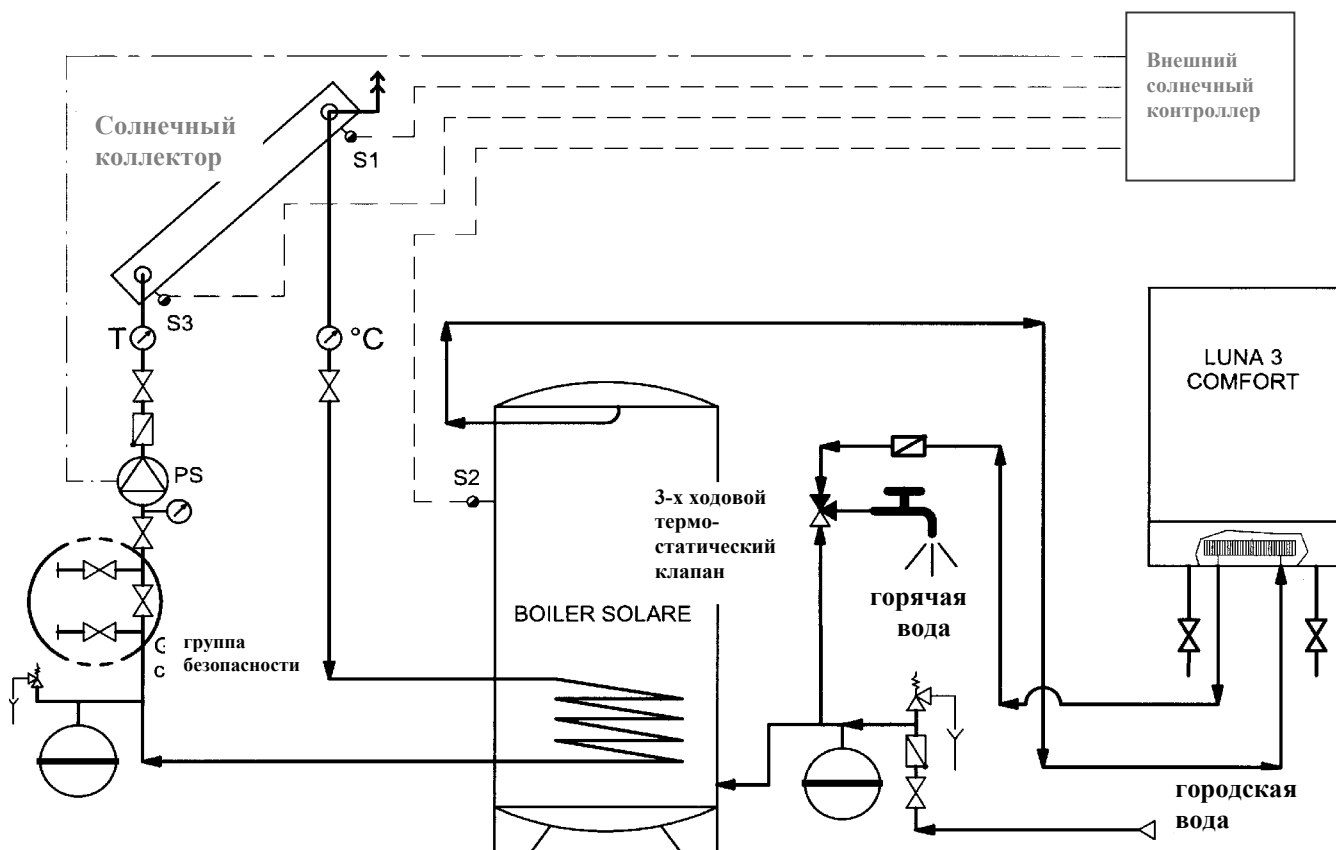 Внешний
солнечный
контроллер
Солнечный
коллектор
S1
S3
T
°C
LUNA 3
COMFORT
PS
S2
3-х ходовой
термо-
статический
клапан
горячая
вода
BOILER SOLARE
группа
безопасности
городская
вода